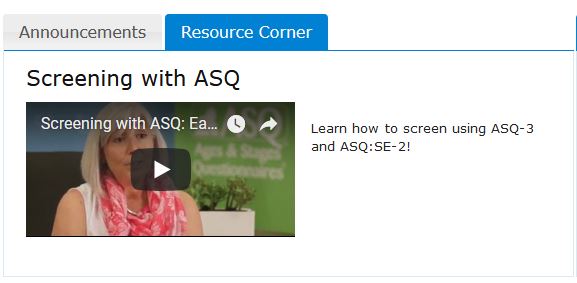 Announcements
Resource Corner
Screening with ASQ
Screening with ASQ: Ea...
ASQ
Ages & Stages
Questionnaires
Learn how to screen using ASQ-3
and ASQ:SE-2!